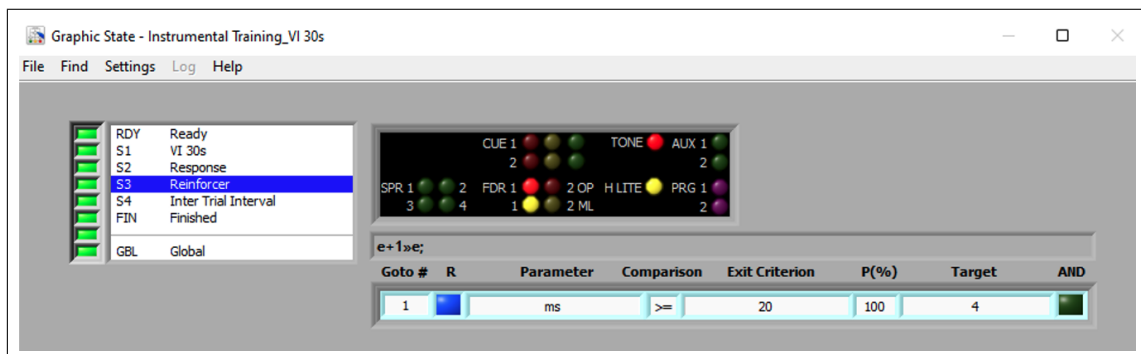 Graphic State - Instrumental Training_VI 30s
File Find Settings Log Help
RDY Ready
S1 VI 30s
S2 Response
S3 Reinforcer
S4 Inter Trial Interval
FIN Finished
GBL Global
CUE 1 TONE AUX 1
2 2
SPR 1 2 FDR 1 2 OP H LITE PRG 1
3 4 1 2 ML 2
e+1»e;
Goto # R Parameter Comparison Exit Criterion P(%) Target AND
1 ms >= 20 100 4